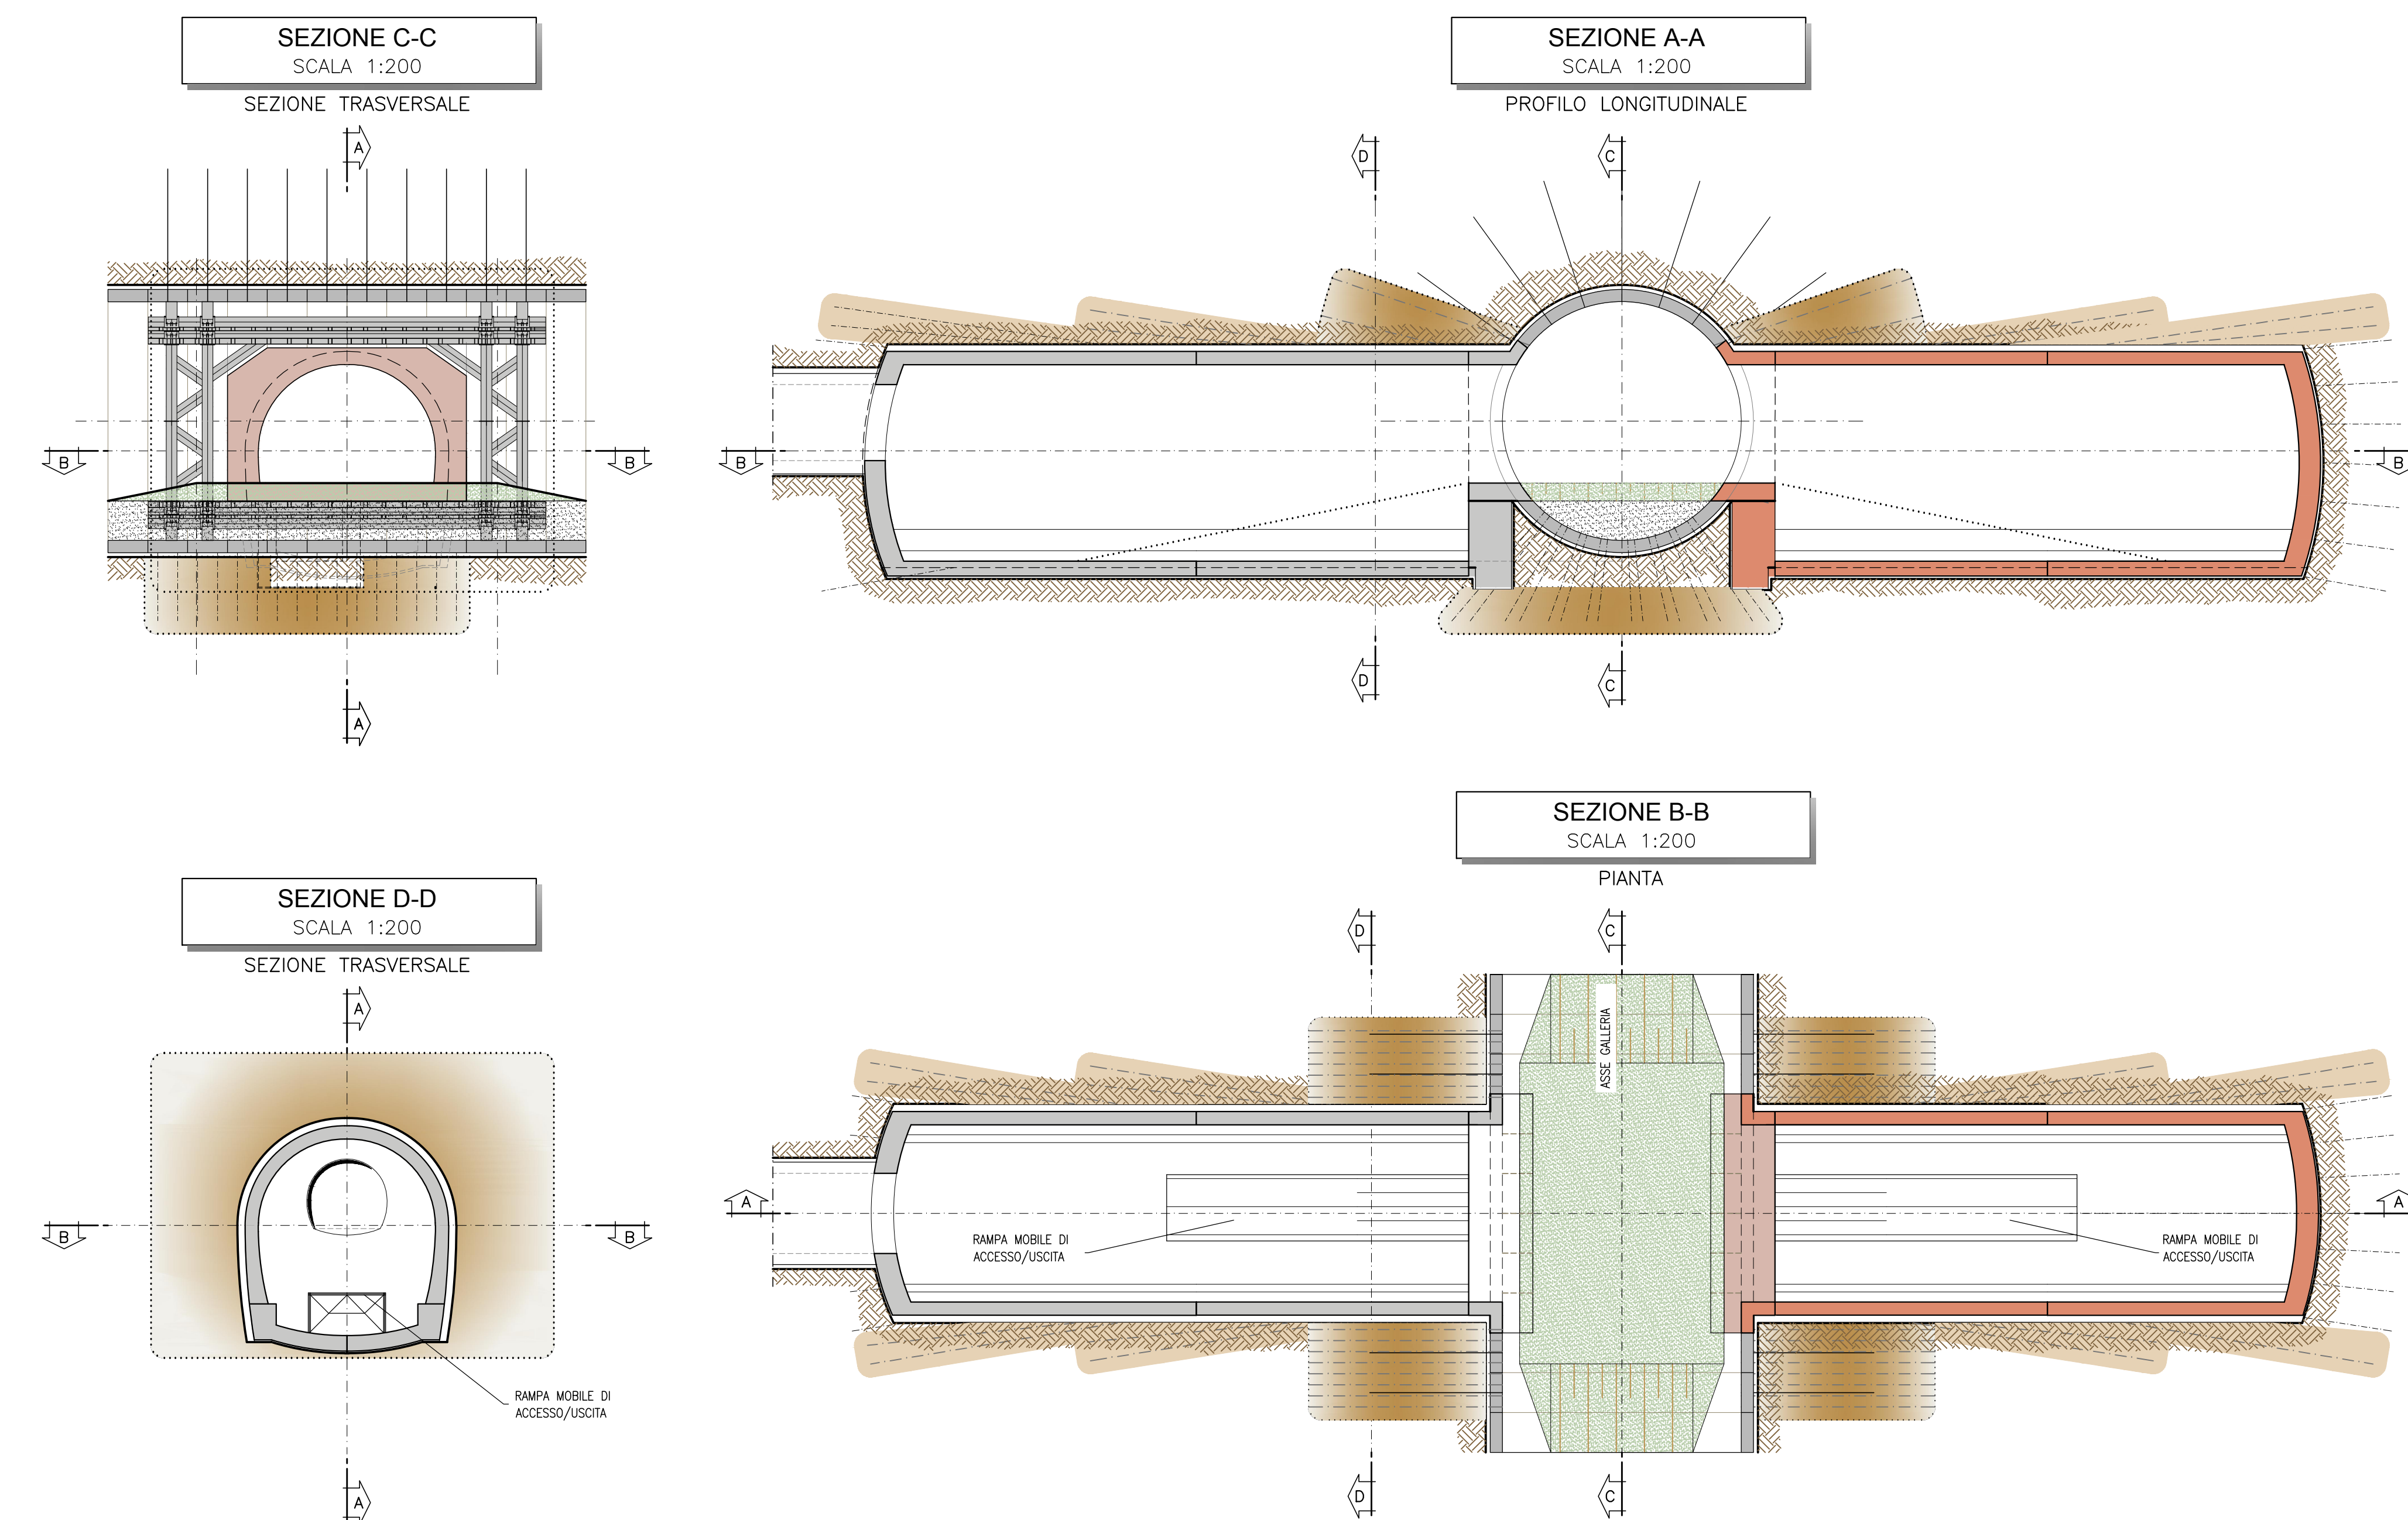 SEZIONE C-C
SCALA 1:200
SEZIONE TRASVERSALE
A
B
B
A
SEZIONE A-A
SCALA 1:200
PROFILO LONGITUDINALE
D
C
B
B
D
C
SEZIONE D-D
SCALA 1:200
SEZIONE TRASVERSALE
A
B
B
RAMPA MOBILE DI
ACCESSO/USCITA
A
SEZIONE B-B
SCALA 1:200
PIANTA
D
C
ASSE GALLERIA
A
A
RAMPA MOBILE DI
ACCESSO/USCITA
RAMPA MOBILE DI
ACCESSO/USCITA
D
C